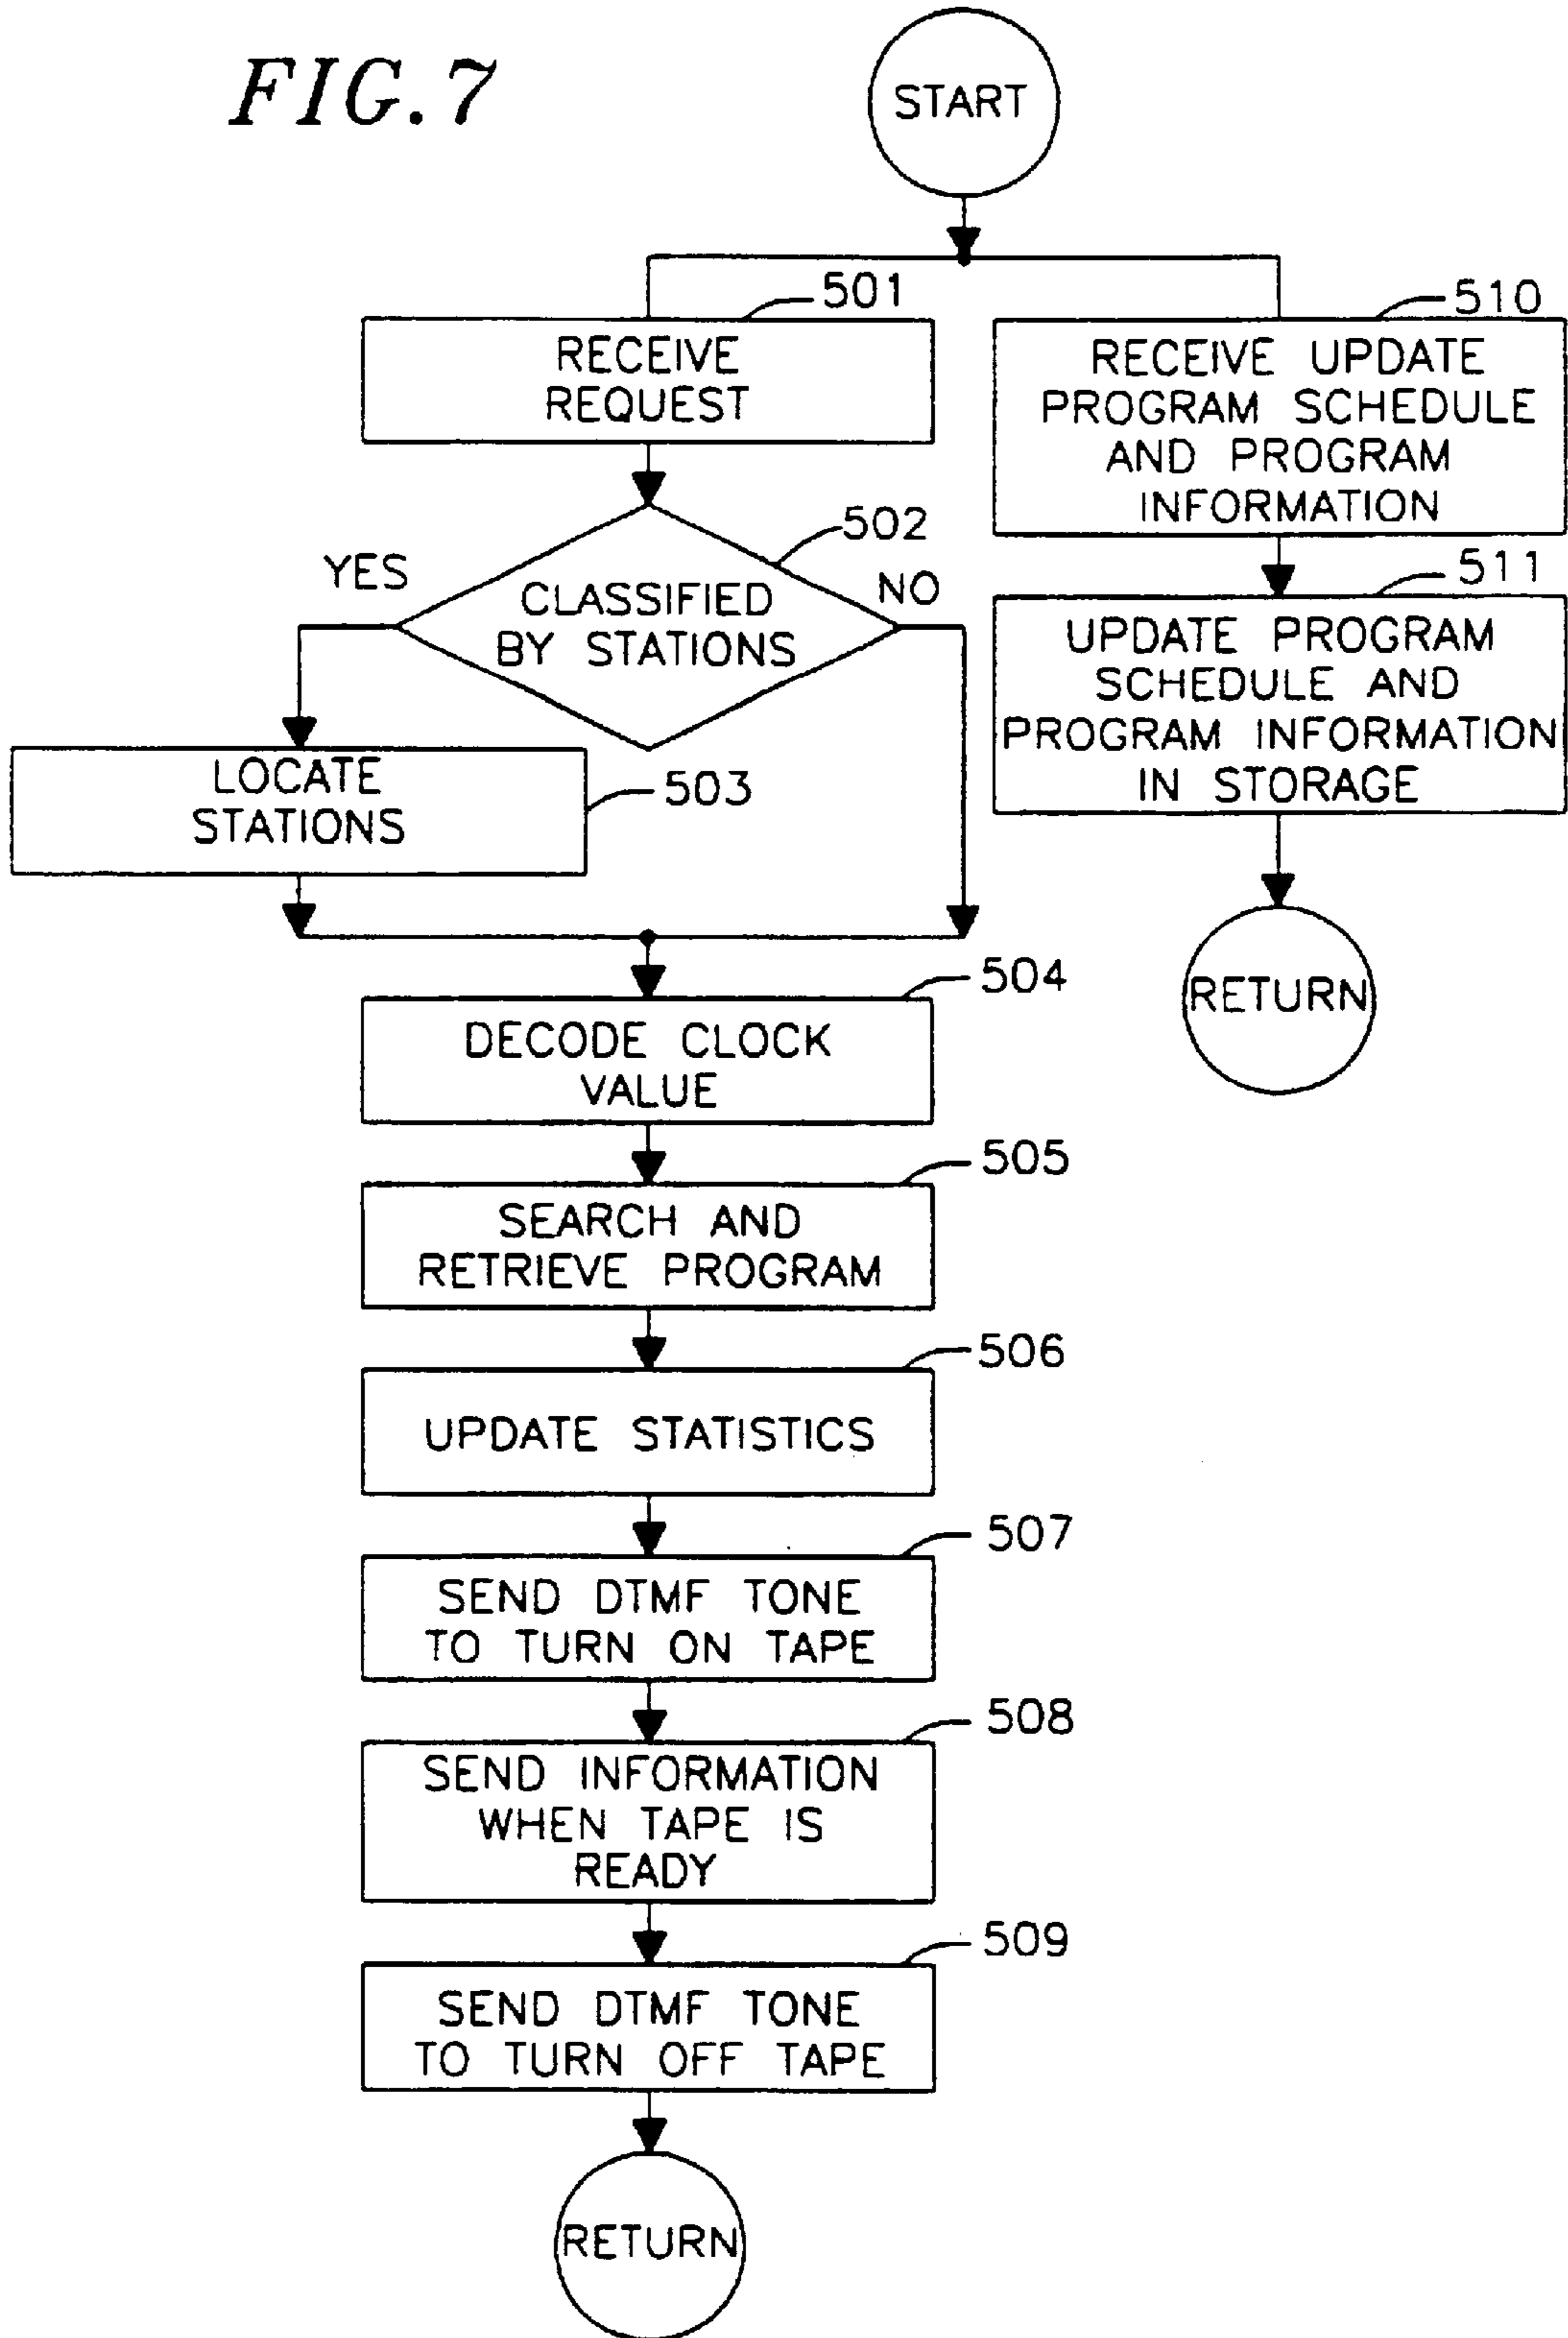 FIG. 7
START
501
RECEIVE
REQUEST
502
YES
NO
CLASSIFIED
BY STATIONS
LOCATE
STATIONS
503
504
DECODE CLOCK
VALUE
505
SEARCH AND
RETRIEVE PROGRAM
506
UPDATE STATISTICS
507
SEND DTMF TONE
TO TURN ON TAPE
508
SEND INFORMATION
WHEN TAPE IS
READY
509
SEND DTMF TONE
TO TURN OFF TAPE
RETURN
510
RECEIVE UPDATE
PROGRAM SCHEDULE
AND PROGRAM
INFORMATION
511
UPDATE PROGRAM
SCHEDULE AND
PROGRAM INFORMATION
IN STORAGE
RETURN